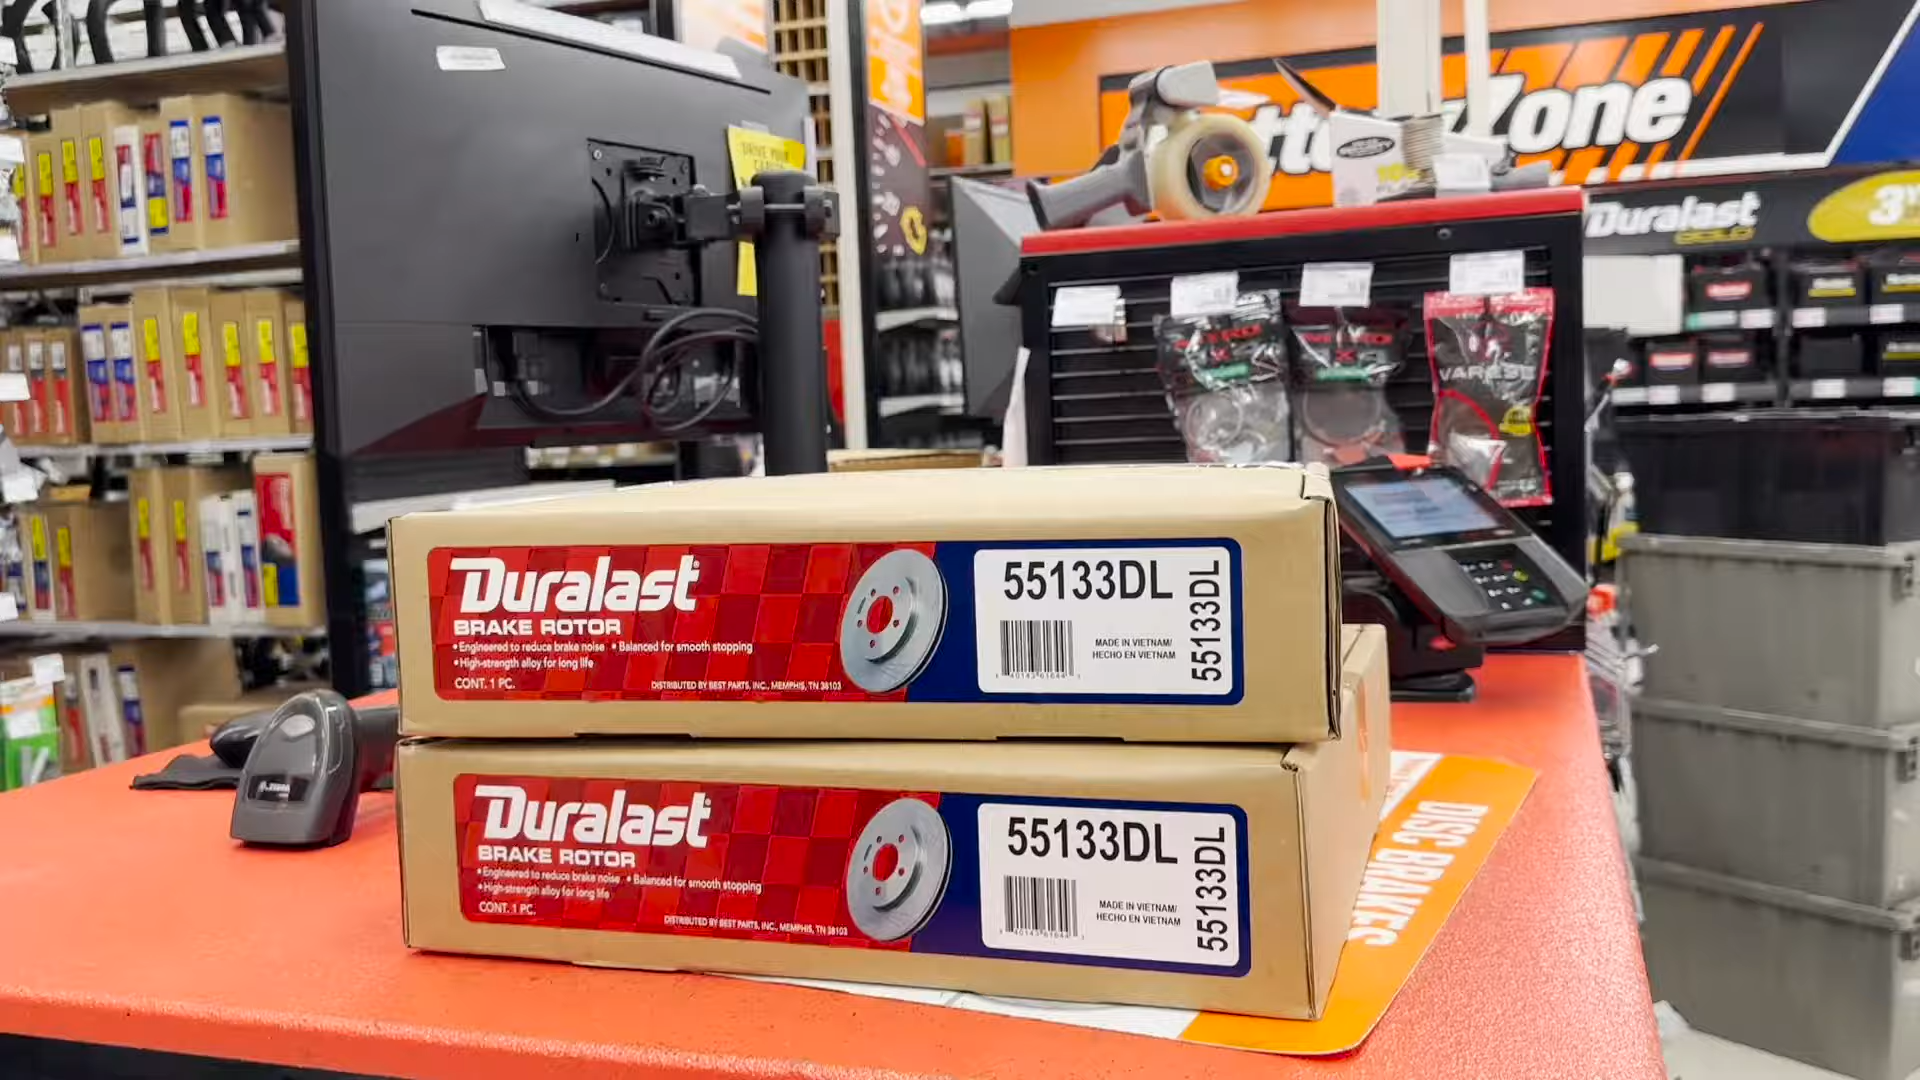 DRIVE YOUR
Zone
Duralast
GOLD
3
VARESE
Duralast
BRAKE ROTOR
• Engineered to reduce brake noise • Balanced for smooth stopping
• High-strength alloy for long life
CONT. 1 PC.
DISTRIBUTED BY BEST PARTS, INC., MEMPHIS, TN 38103
55133DL
MADE IN VIETNAM/
HECHO EN VIETNAM
55133DL
Duralast
BRAKE ROTOR
• Engineered to reduce brake noise • Balanced for smooth stopping
• High-strength alloy for long life
CONT. 1 PC.
DISTRIBUTED BY BEST PARTS, INC., MEMPHIS, TN 38103
55133DL
MADE IN VIETNAM/
HECHO EN VIETNAM
55133DL
ZEBRA
DISC BRAKES